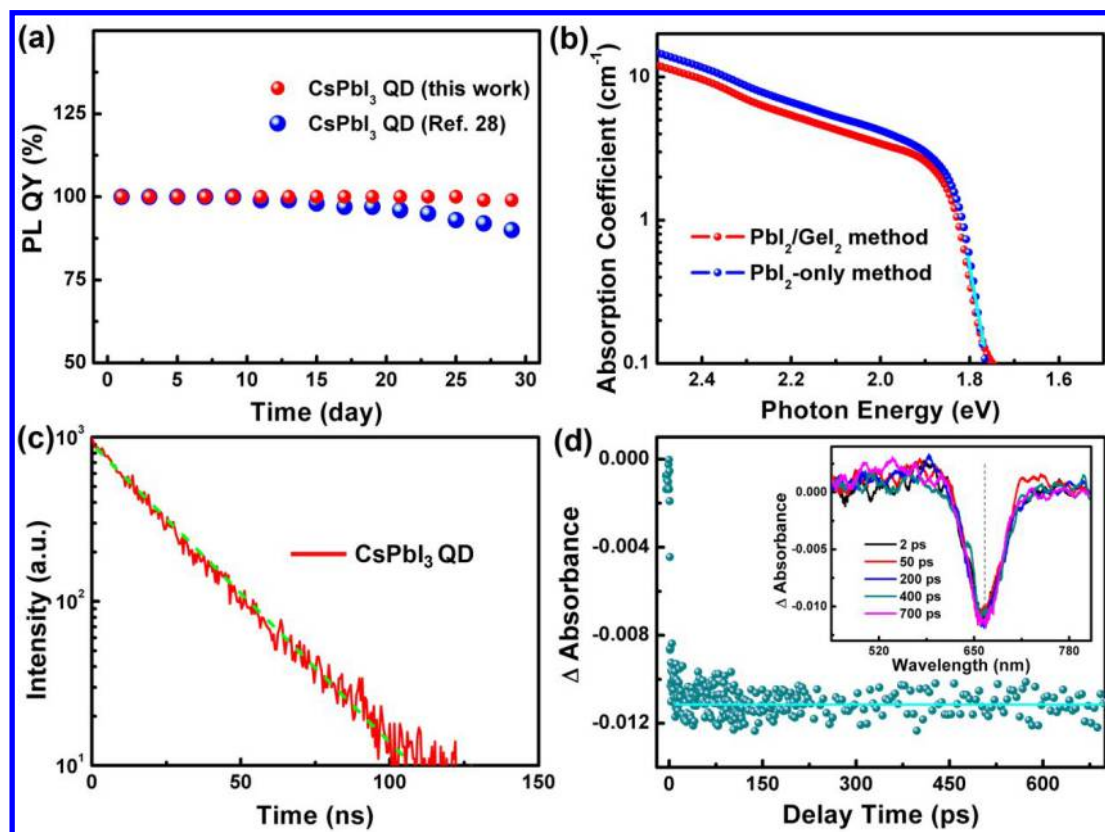 (a)
125
100
75
50
PL QY (%)
CsPbI₃ QD (this work)
CsPbI₃ QD (Ref. 28)
0 5 10 15 20 25 30
Time (day)
(b)
10
1
0.1
Absorption Coefficient (cm⁻¹)
PbI₂/GeI₂ method
PbI₂-only method
2.4 2.2 2.0 1.8 1.6
Photon Energy (eV)
(c)
10³
10²
10¹
Intensity (a.u.)
CsPbI₃ QD
0 50 100 150
Time (ns)
(d)
0.000
-0.004
-0.008
-0.012
Δ Absorbance
0 150 300 450 600
Delay Time (ps)
0.000
-0.005
-0.010
Δ Absorbance
2 ps
50 ps
200 ps
400 ps
700 ps
520 650 780
Wavelength (nm)